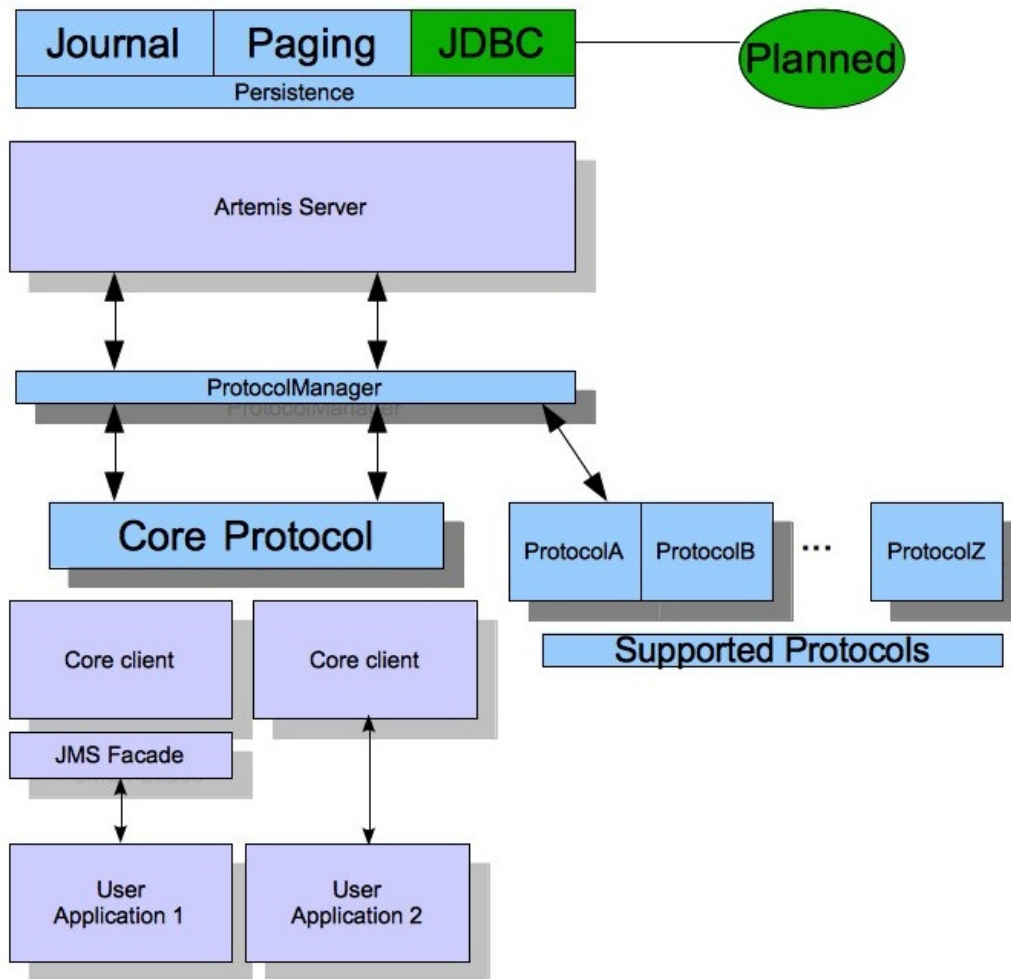 Journal
Paging
JDBC
Planned
Persistence
Artemis Server
ProtocolManager
ProtocolManager
Core Protocol
ProtocolA
ProtocolB
...
ProtocolZ
Supported Protocols
Core client
Core client
JMS Facade
User
Application 1
User
Application 2